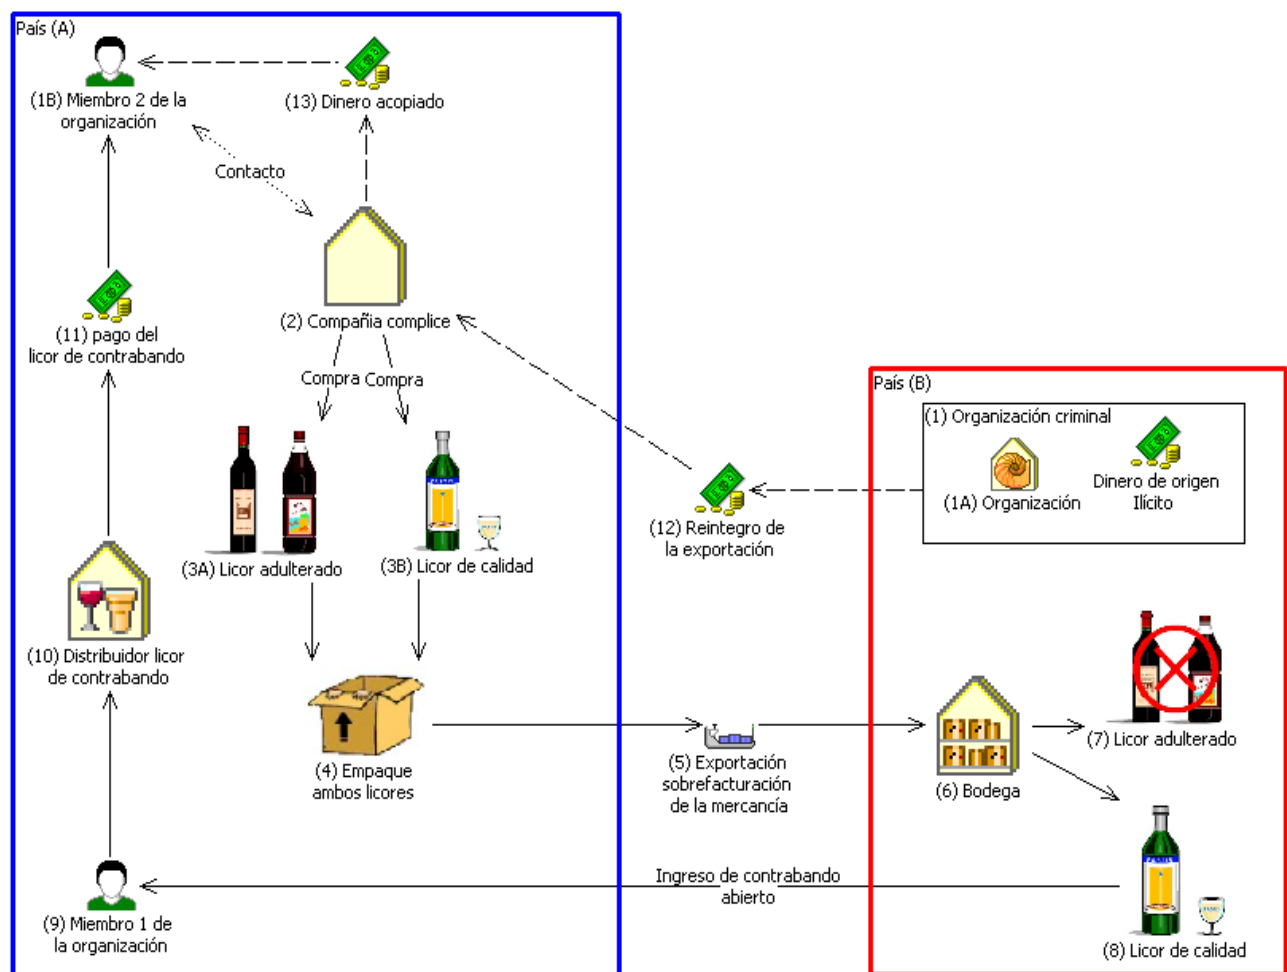 País (A)
(1B) Miembro 2 de la
organización
(13) Dinero acopiado
Contacto
(11) pago del
licor de contrabando
(2) Compañia complice
Compra
Compra
País (B)
(1) Organización criminal
(1A) Organización
Dinero de origen
Ilícito
(12) Reintegro de
la exportación
(3A) Licor adulterado
(3B) Licor de calidad
(10) Distribuidor licor
de contrabando
(4) Empaque
ambos licores
(5) Exportación
sobrefacturación
de la mercancía
(6) Bodega
(7) Licor adulterado
Ingreso de contrabando
abierto
(9) Miembro 1 de
la organización
(8) Licor de calidad